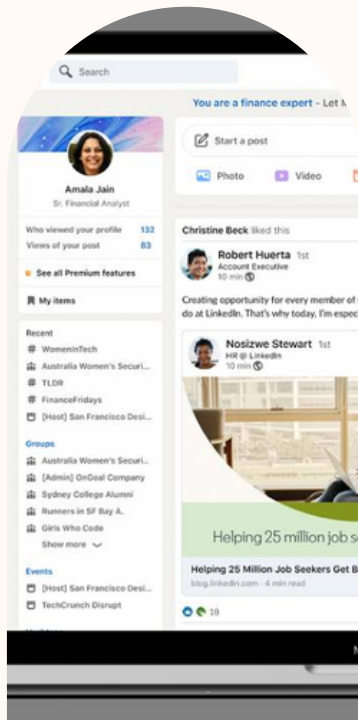 Search
You are a finance expert - Let
Start a post
Photo
Video
Amala Jain
Sr. Financial Analyst
Who viewed your profile 132
Views of your post 83
See all Premium features
My items
Recent
# WomenInTech
Australia Women's Securi...
# TLDR
# FinanceFridays
[Host] San Francisco Desi...
Groups
Australia Women's Securi...
[Admin] OnGoal Company
Sydney College Alumni
Runners in SF Bay A.
Girls Who Code
Show more
Events
[Host] San Francisco Desi...
TechCrunch Disrupt
Christine Beck liked this
Robert Huerta 1st
Account Executive
10 min
Creating opportunity for every member of
do at LinkedIn. That's why today, I'm espec
Nosizwe Stewart 1st
HR @ LinkedIn
10 min
Helping 25 million job s
Helping 25 Million Job Seekers Get B
blog.linkedin.com · 4 min read
18